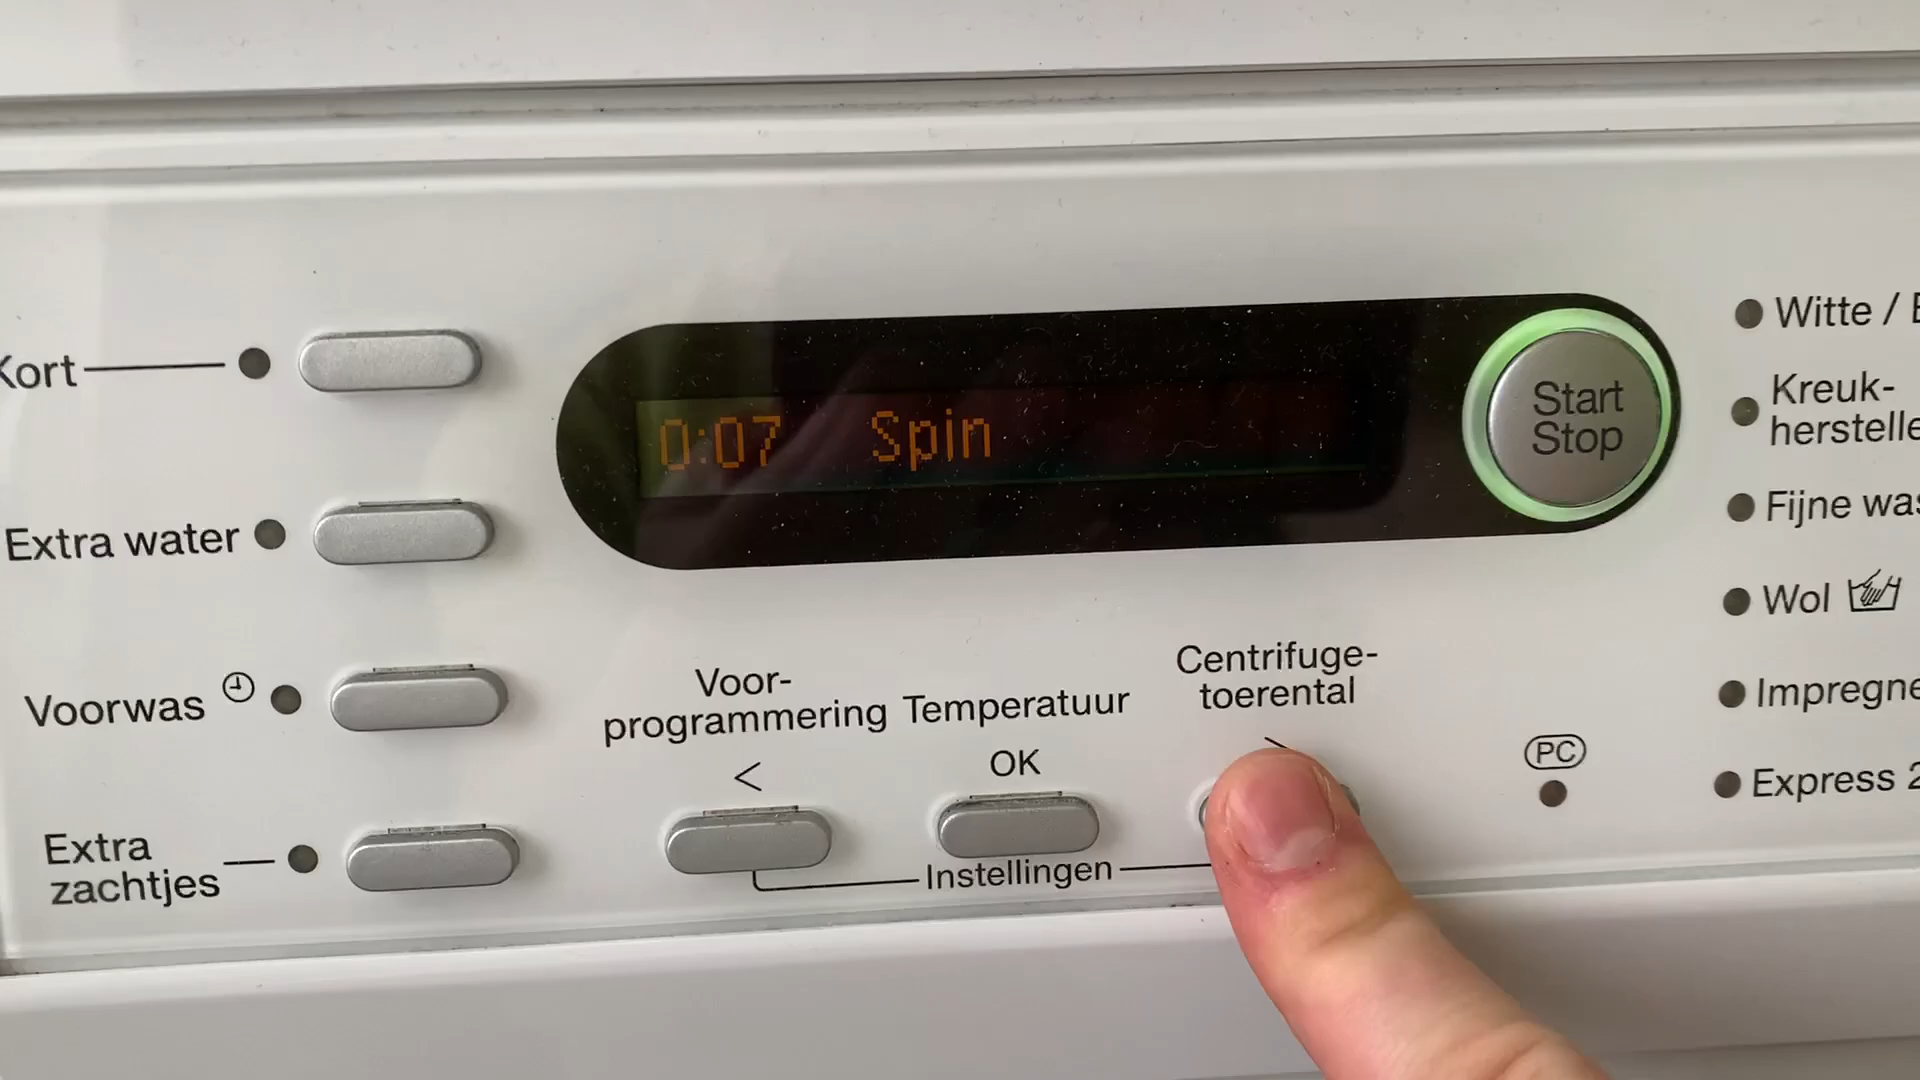 Kort
Extra water
Voorwas
Extra
zachtjes
0:07 Spin
Start
Stop
Voor-
programmering
<
Temperatuur
OK
Centrifuge-
toerental
Instellingen
PC
Witte /
Kreuk-
herstelle
Fijne was
Wol
Impregne
Express 2